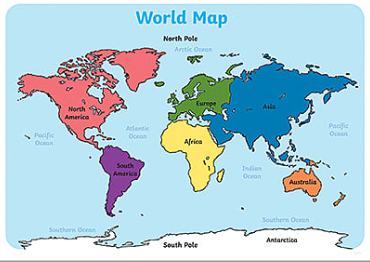 World Map
North Pole
Arctic Ocean
North
America
Europe
Asia
Pacific
Ocean
Atlantic
Ocean
Africa
Pacific
Ocean
South
America
Indian
Ocean
Australia
Southern Ocean
Southern Ocean
South Pole
Antarctica